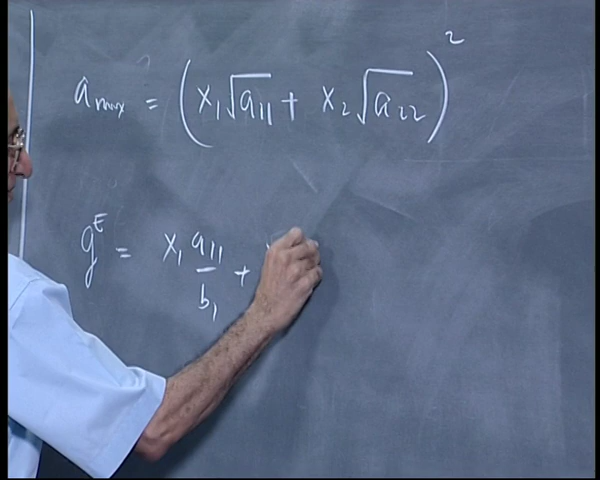 a_mix = (x₁√a₁₁ + x₂√a₂₂)²
g^E = x₁ a₁₁/b₁ +